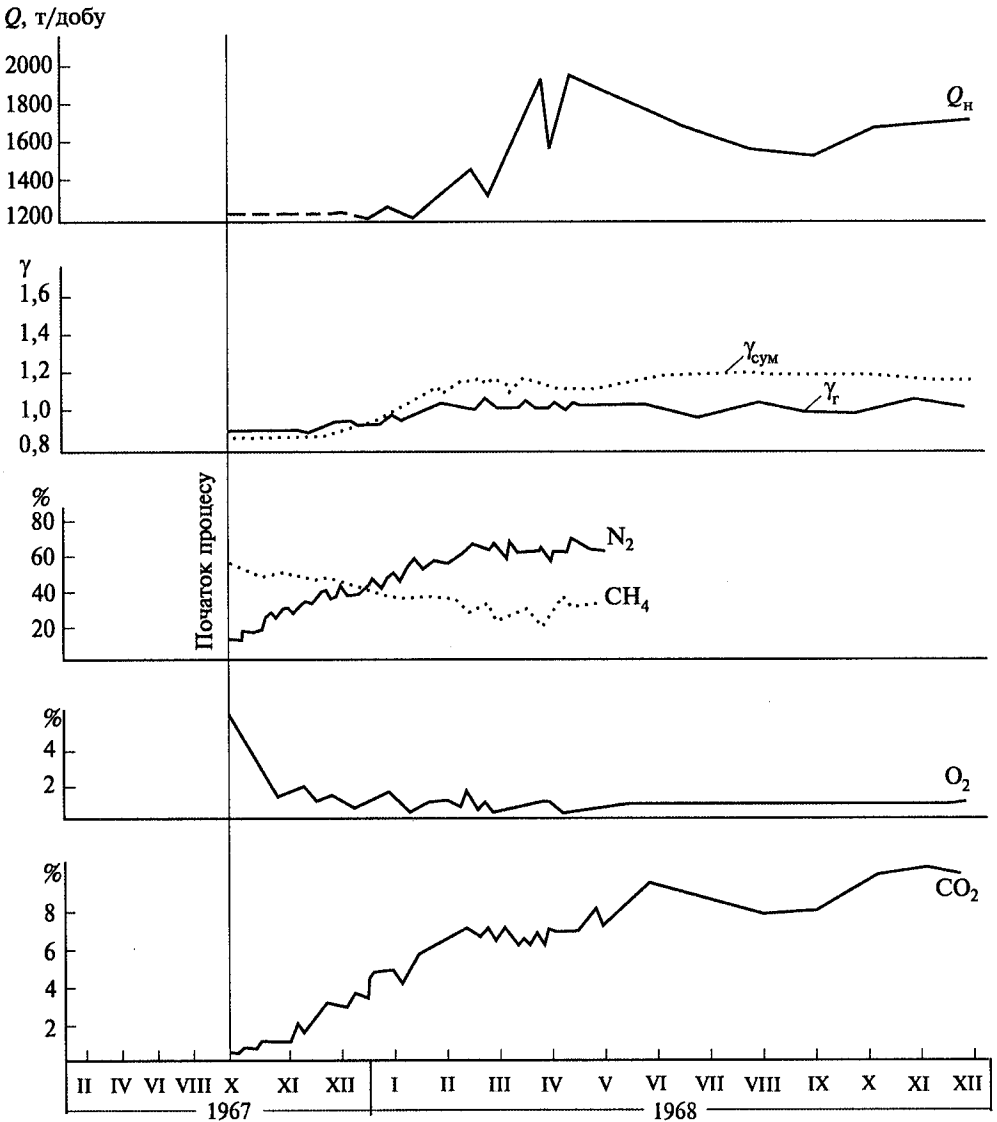 Q, т/добу
2000
1800
1600
1400
1200
Qн
γ
1,6
1,4
1,2
1,0
0,8
γсум
γг
Початок процесу
%
80
60
40
20
N2
CH4
%
4
2
O2
%
8
6
4
2
CO2
II IV VI VIII X XI XII I II III IV V VI VII VIII IX X XI XII
1967 1968